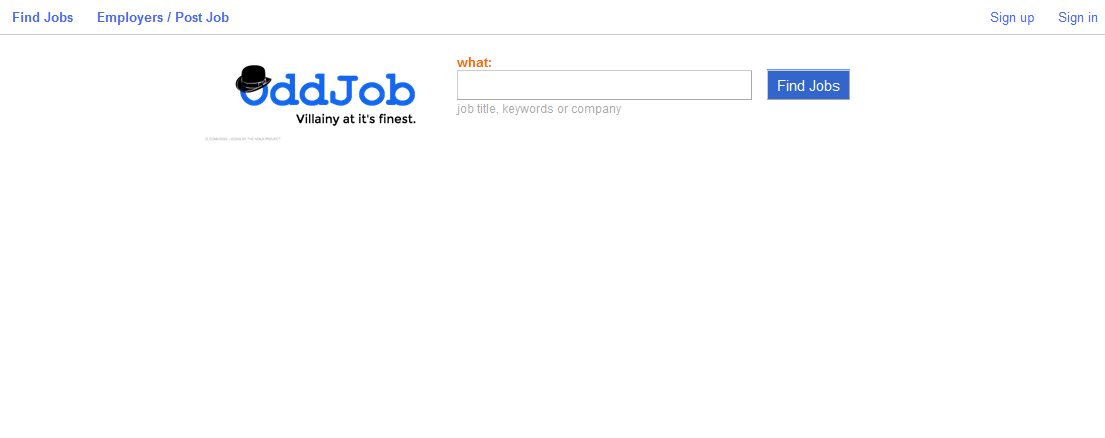 Find Jobs Employers / Post Job Sign up Sign in
what:
OddJob
Find Jobs
job title, keywords or company
Villainy at it's finest.